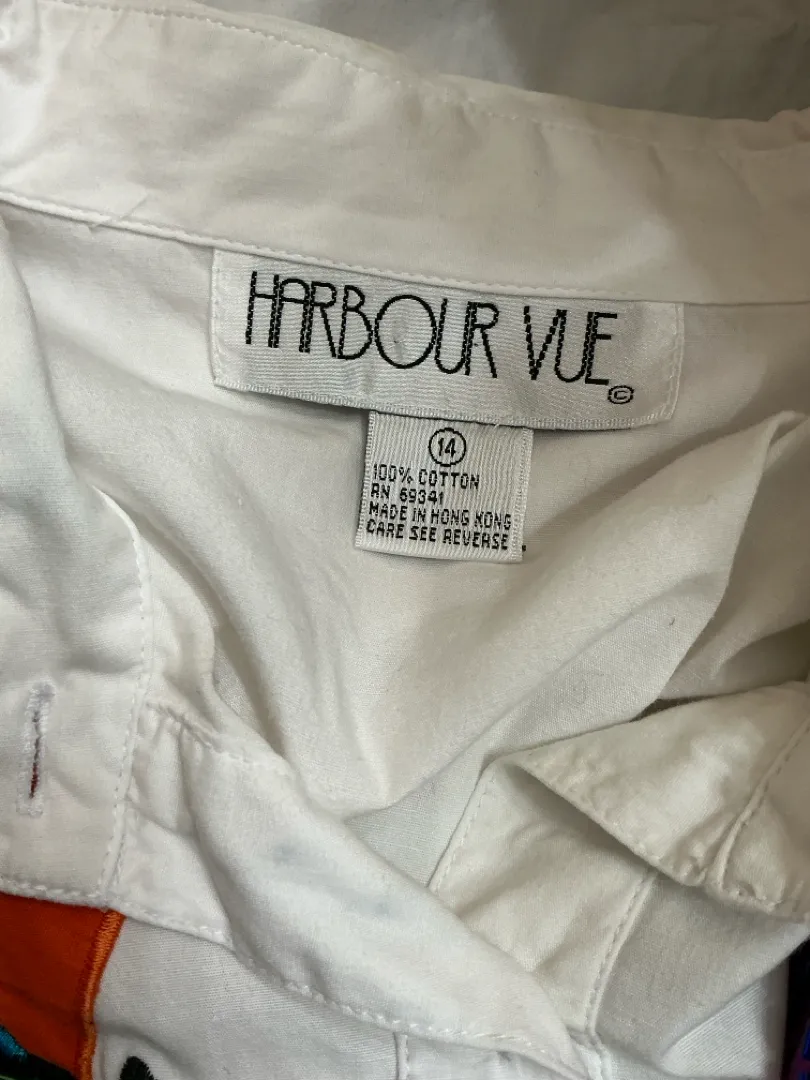 HARBOUR VUE
©
14
100% COTTON
RN 69341
MADE IN HONG KONG
CARE SEE REVERSE.